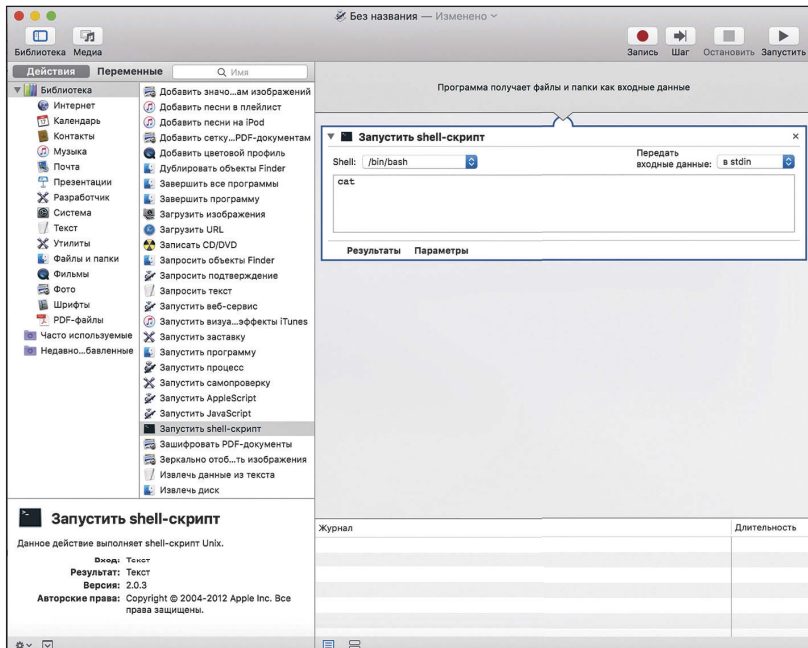 Без названия — Изменено
Библиотека Медиа
Запись Шаг Остановить Запустить
Действия Переменные Имя
Библиотека
Интернет
Календарь
Контакты
Музыка
Почта
Презентации
Разработчик
Система
Текст
Утилиты
Файлы и папки
Фильмы
Фото
Шрифты
PDF-файлы
Часто используемые
Недавно...бавленные
Добавить значо...ам изображений
Добавить песни в плейлист
Добавить песни на iPod
Добавить сетку...PDF-документам
Добавить цветовой профиль
Дублировать объекты Finder
Завершить все программы
Завершить программу
Загрузить изображения
Загрузить URL
Записать CD/DVD
Запросить объекты Finder
Запросить подтверждение
Запросить текст
Запустить веб-сервис
Запустить визуа...эффекты iTunes
Запустить заставку
Запустить программу
Запустить процесс
Запустить самопроверку
Запустить AppleScript
Запустить JavaScript
Запустить shell-скрипт
Зашифровать PDF-документы
Зеркально отоб...ть изображения
Извлечь данные из текста
Извлечь диск
Программа получает файлы и папки как входные данные
Запустить shell-скрипт ×
Shell: /bin/bash
Передать
входные данные: в stdin
cat
Результаты Параметры
Запустить shell-скрипт
Данное действие выполняет shell-скрипт Unix.
Вход: Текст
Результат: Текст
Версия: 2.0.3
Авторские права: Copyright © 2004-2012 Apple Inc. Все
права защищены.
Журнал Длительность